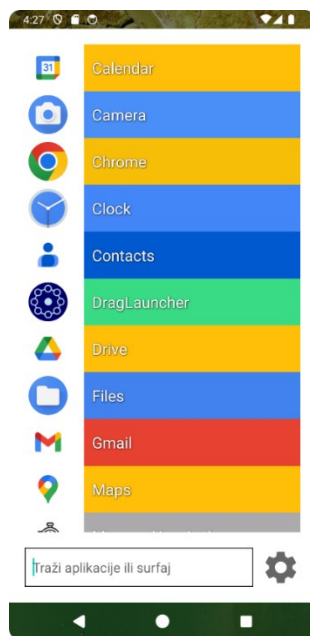 4:27
31
Calendar
Camera
Chrome
Clock
Contacts
DragLauncher
Drive
Files
Gmail
Maps
Traži aplikacije ili surfaj